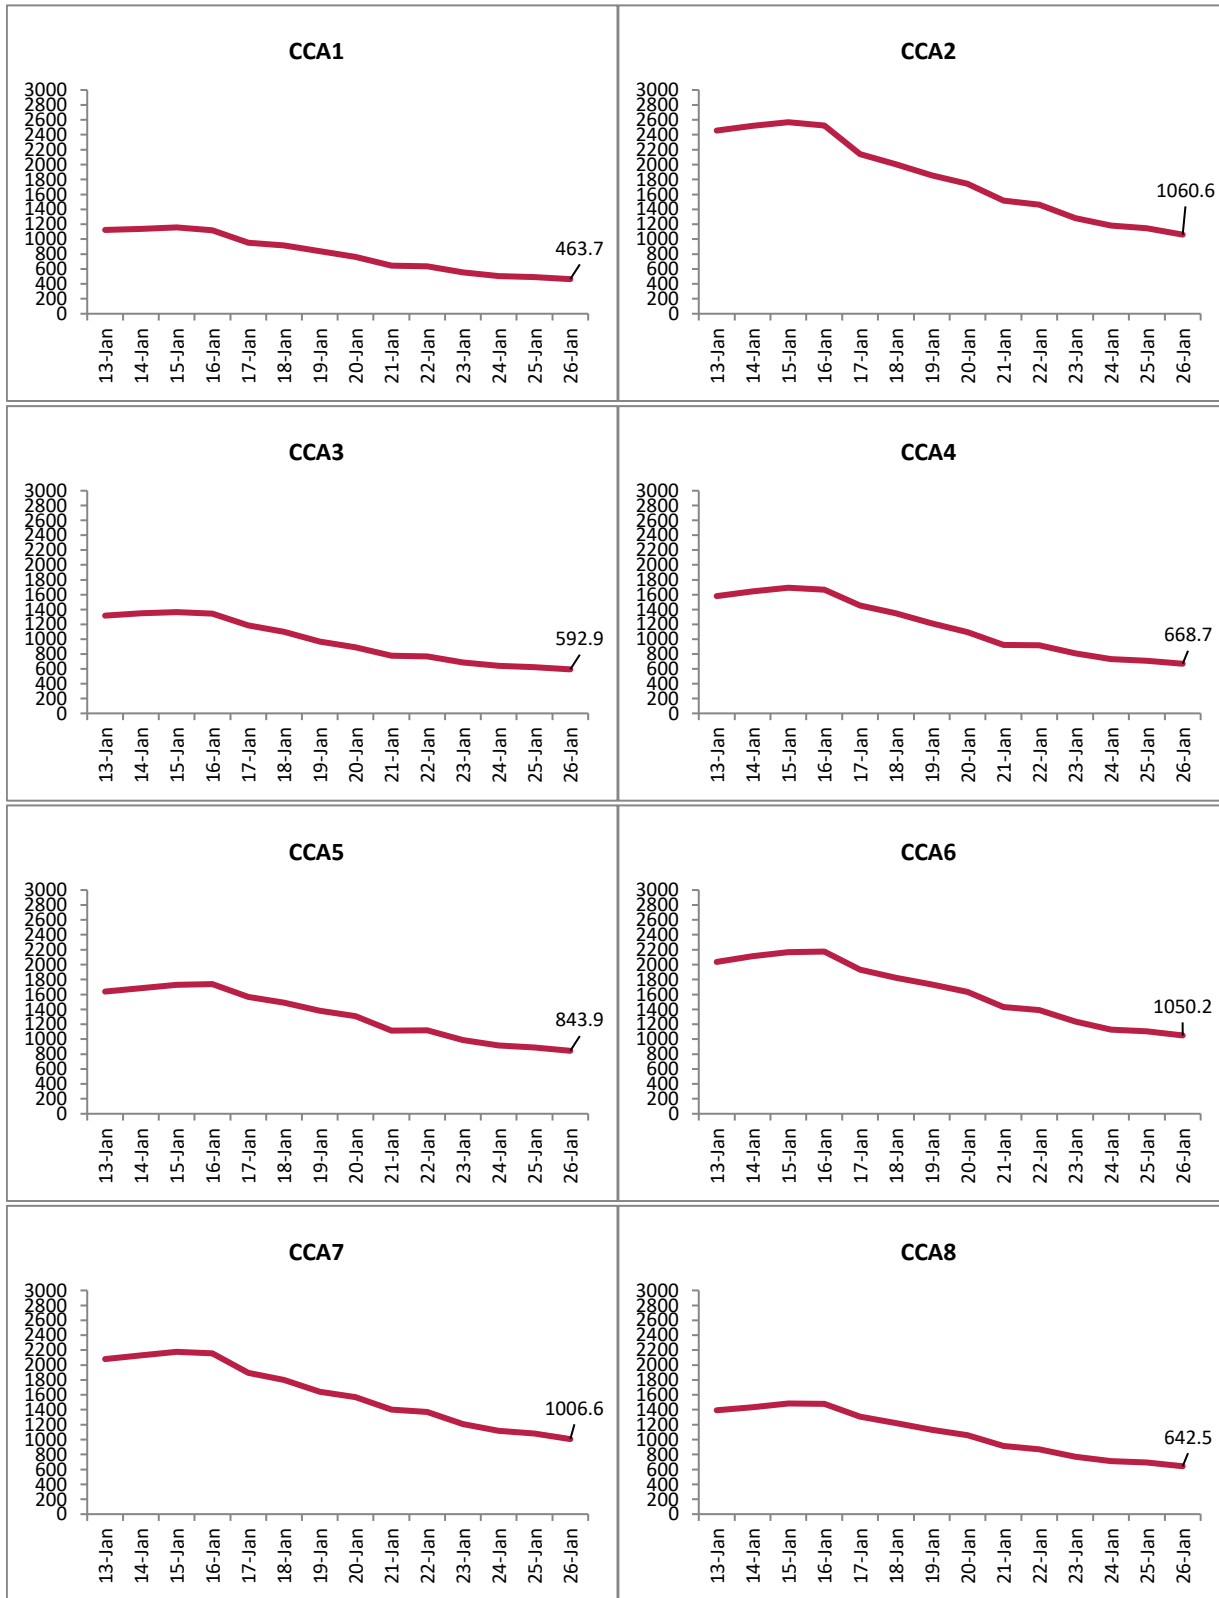 CCA1
3000
2800
2600
2400
2200
2000
1800
1600
1400
1200
1000
800
600
400
200
0
463.7
13-Jan
14-Jan
15-Jan
16-Jan
17-Jan
18-Jan
19-Jan
20-Jan
21-Jan
22-Jan
23-Jan
24-Jan
25-Jan
26-Jan
CCA2
3000
2800
2600
2400
2200
2000
1800
1600
1400
1200
1000
800
600
400
200
0
1060.6
13-Jan
14-Jan
15-Jan
16-Jan
17-Jan
18-Jan
19-Jan
20-Jan
21-Jan
22-Jan
23-Jan
24-Jan
25-Jan
26-Jan
CCA3
3000
2800
2600
2400
2200
2000
1800
1600
1400
1200
1000
800
600
400
200
0
592.9
13-Jan
14-Jan
15-Jan
16-Jan
17-Jan
18-Jan
19-Jan
20-Jan
21-Jan
22-Jan
23-Jan
24-Jan
25-Jan
26-Jan
CCA4
3000
2800
2600
2400
2200
2000
1800
1600
1400
1200
1000
800
600
400
200
0
668.7
13-Jan
14-Jan
15-Jan
16-Jan
17-Jan
18-Jan
19-Jan
20-Jan
21-Jan
22-Jan
23-Jan
24-Jan
25-Jan
26-Jan
CCA5
3000
2800
2600
2400
2200
2000
1800
1600
1400
1200
1000
800
600
400
200
0
843.9
13-Jan
14-Jan
15-Jan
16-Jan
17-Jan
18-Jan
19-Jan
20-Jan
21-Jan
22-Jan
23-Jan
24-Jan
25-Jan
26-Jan
CCA6
3000
2800
2600
2400
2200
2000
1800
1600
1400
1200
1000
800
600
400
200
0
1050.2
13-Jan
14-Jan
15-Jan
16-Jan
17-Jan
18-Jan
19-Jan
20-Jan
21-Jan
22-Jan
23-Jan
24-Jan
25-Jan
26-Jan
CCA7
3000
2800
2600
2400
2200
2000
1800
1600
1400
1200
1000
800
600
400
200
0
1006.6
13-Jan
14-Jan
15-Jan
16-Jan
17-Jan
18-Jan
19-Jan
20-Jan
21-Jan
22-Jan
23-Jan
24-Jan
25-Jan
26-Jan
CCA8
3000
2800
2600
2400
2200
2000
1800
1600
1400
1200
1000
800
600
400
200
0
642.5
13-Jan
14-Jan
15-Jan
16-Jan
17-Jan
18-Jan
19-Jan
20-Jan
21-Jan
22-Jan
23-Jan
24-Jan
25-Jan
26-Jan